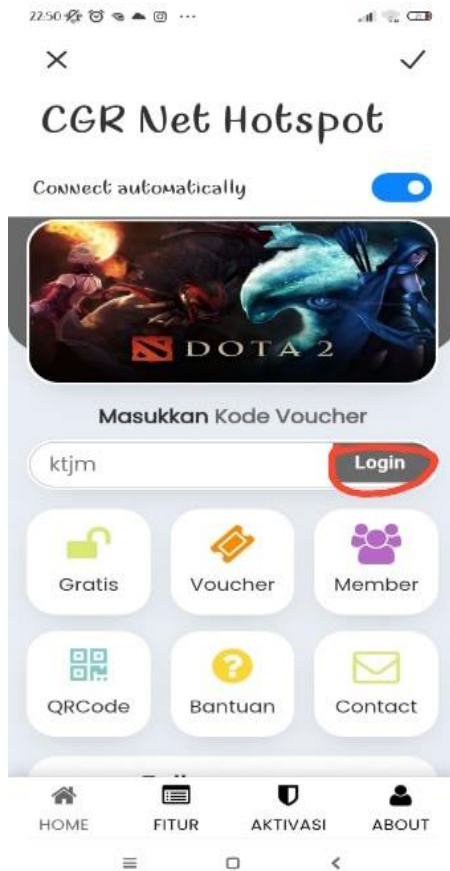 22.50
CGR Net Hotspot
Connect automatically
DOTA 2
Masukkan Kode Voucher
ktjm Login
Gratis Voucher Member
QRCode Bantuan Contact
HOME FITUR AKTIVASI ABOUT